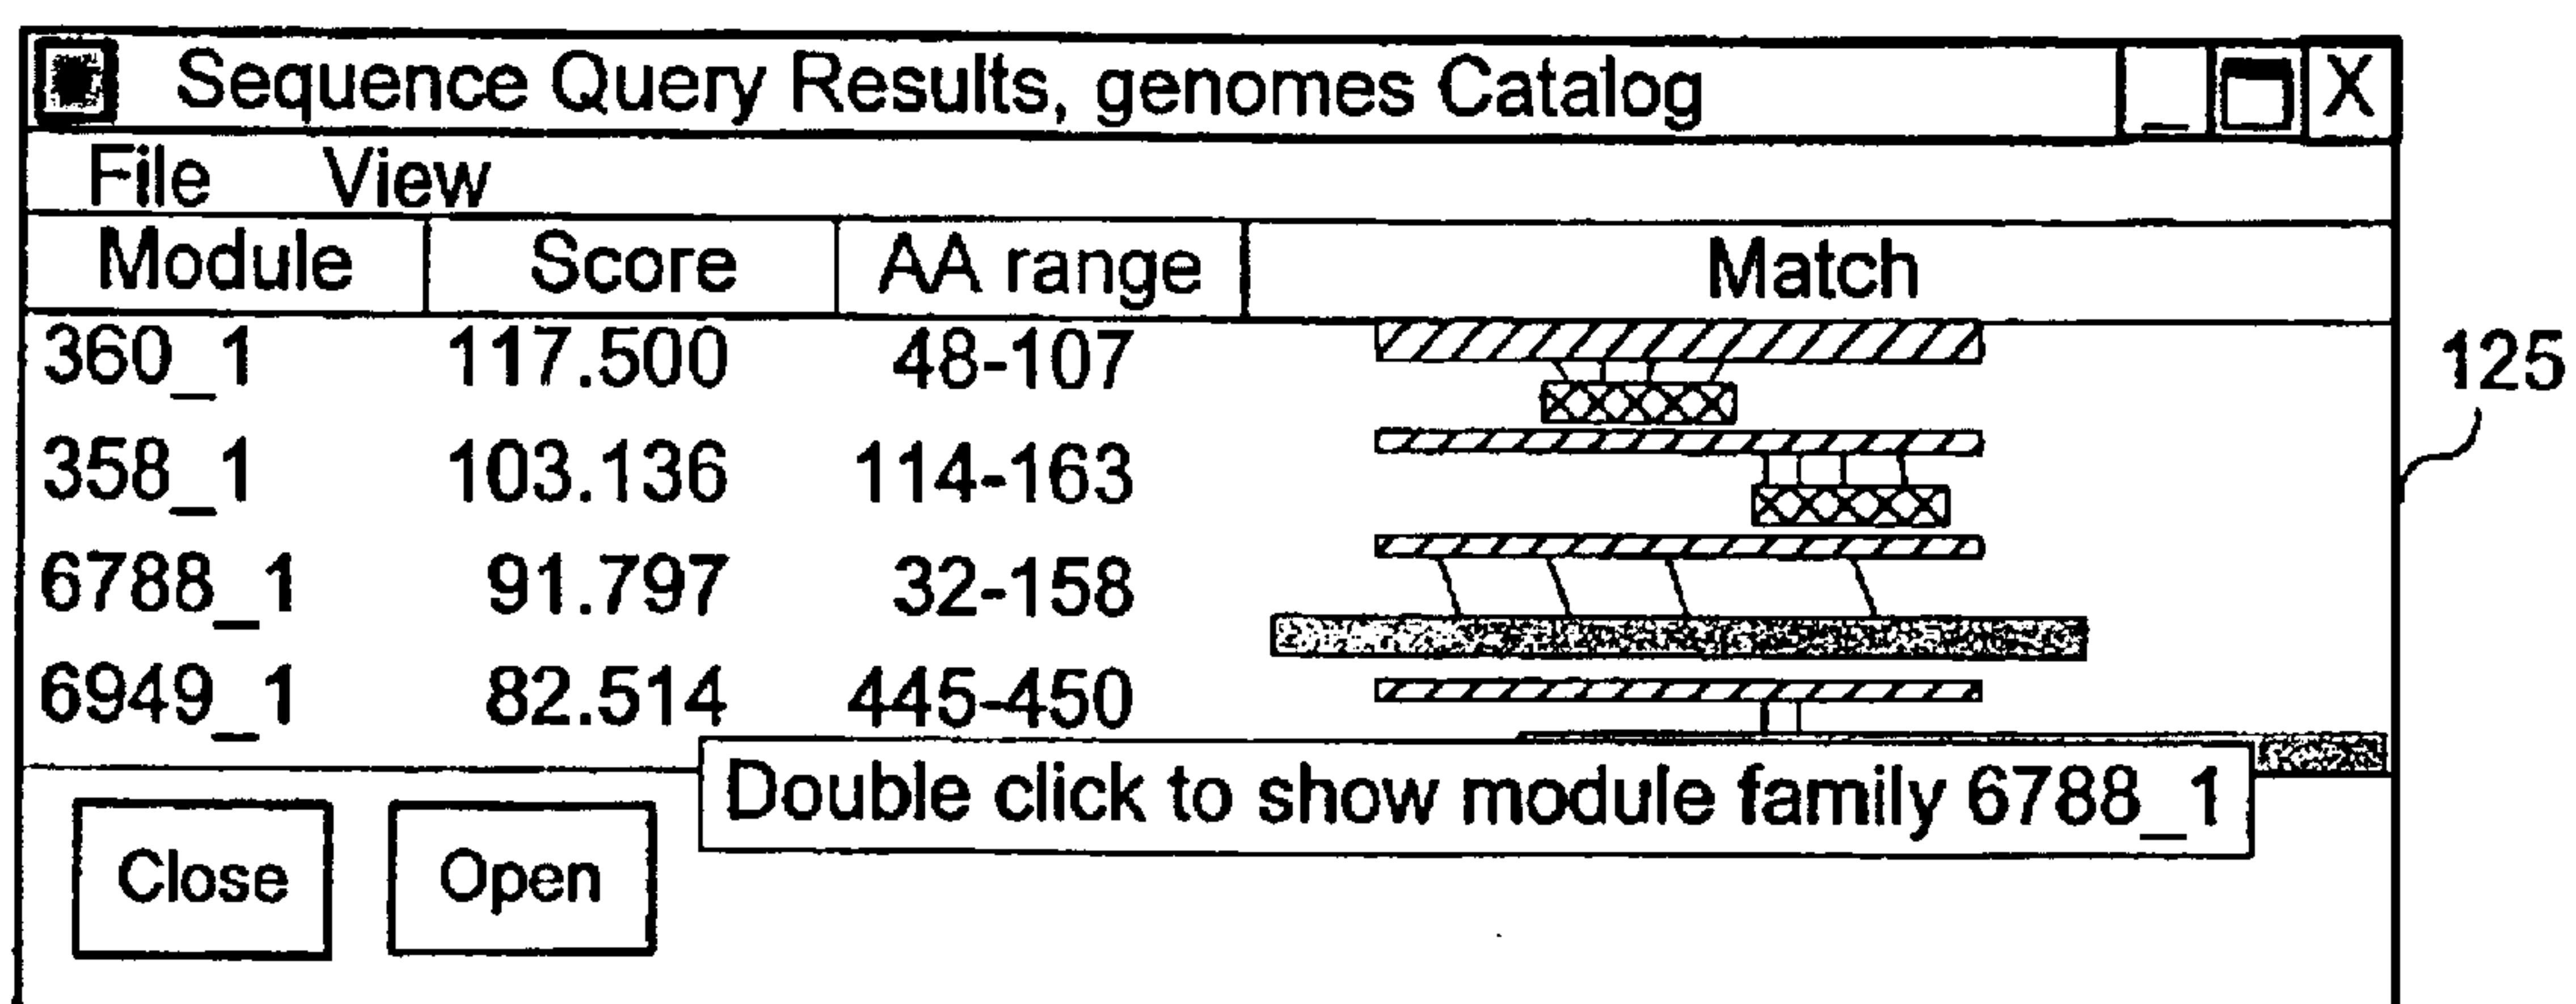 Sequence Query Results, genomes Catalog _ X
File View
Module Score AA range Match
360_1 117.500 48-107
125
358_1 103.136 114-163
6788_1 91.797 32-158
6949_1 82.514 445-450
Double click to show module family 6788_1
Close Open